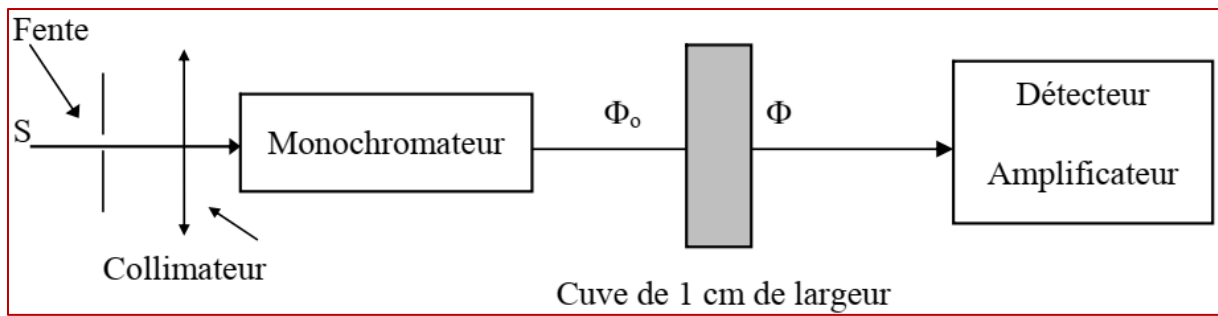 Fente
S
Monochromateur
Φₒ
Φ
Détecteur
Amplificateur
Collimateur
Cuve de 1 cm de largeur